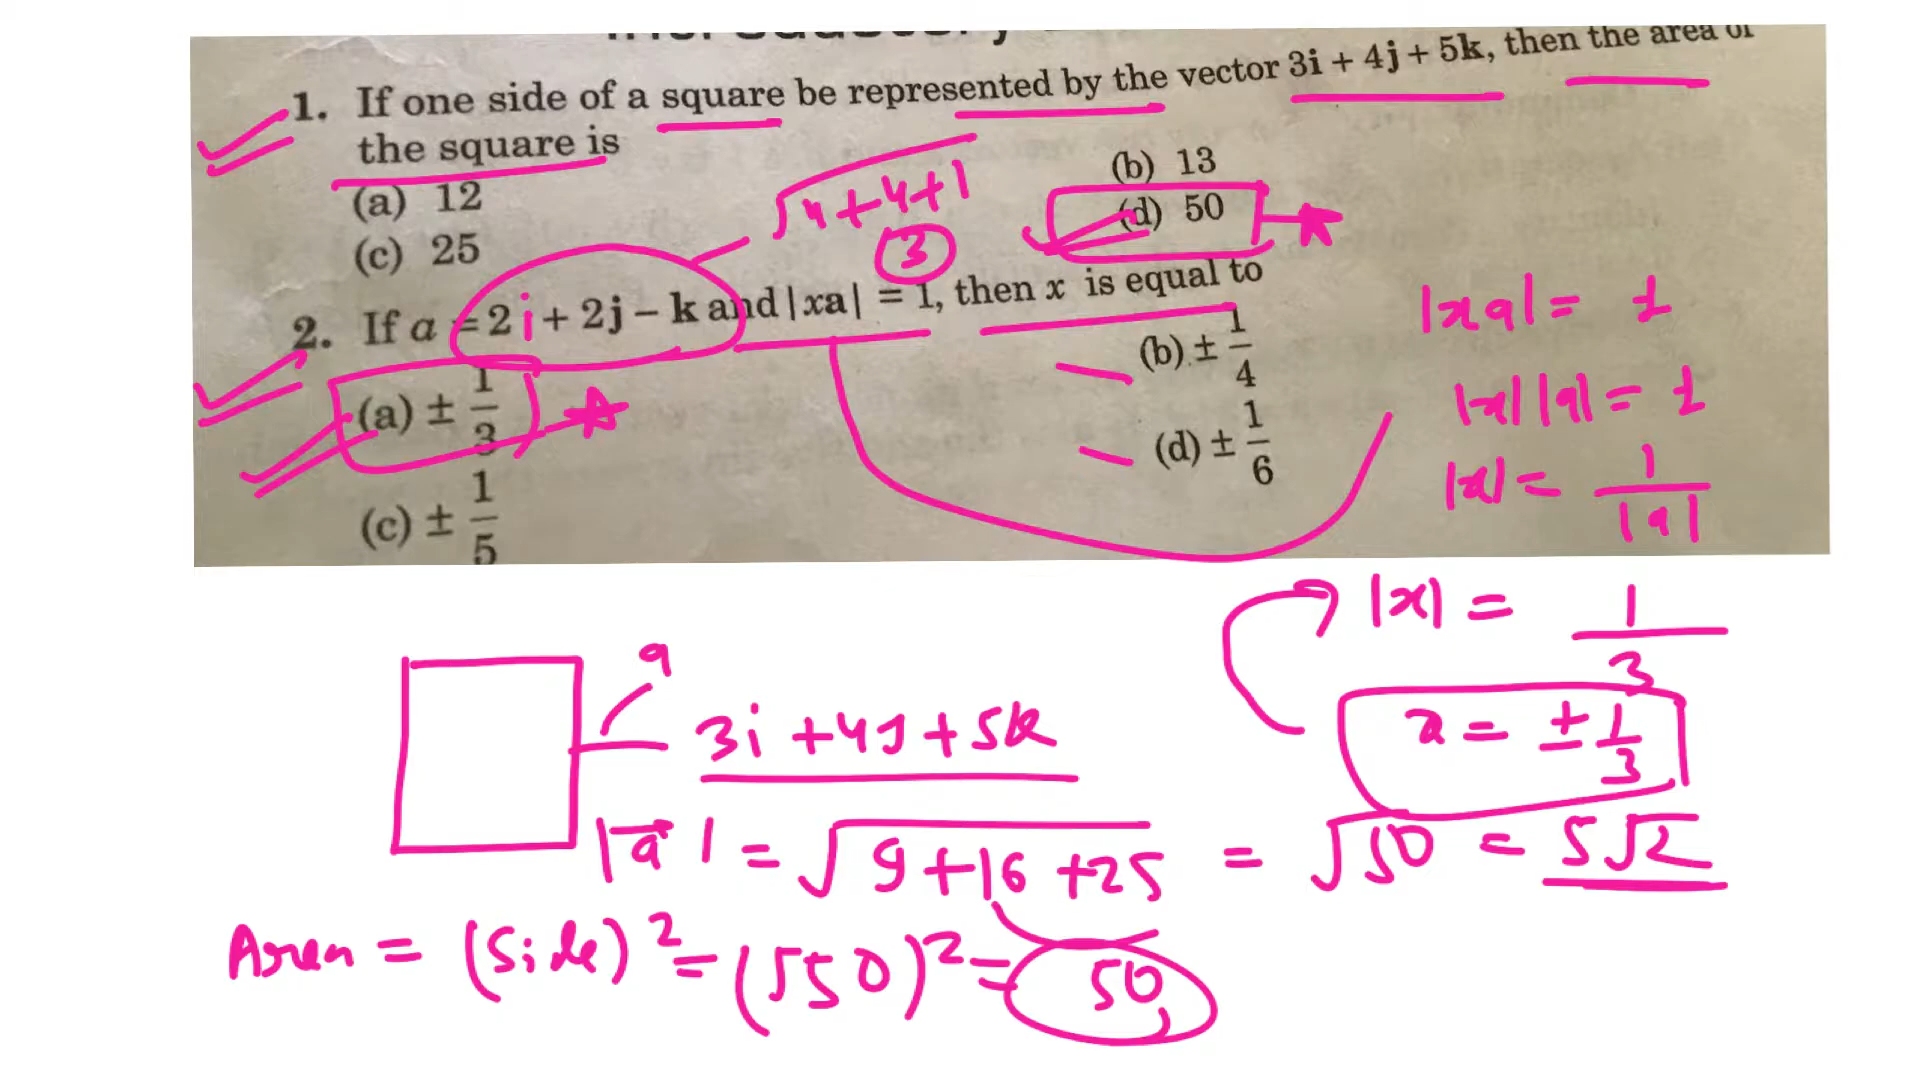 1. If one side of a square be represented by the vector 3i + 4j + 5k, then the area of
the square is
(a) 12
(b) 13
(c) 25
(d) 50
√4+4+1
3
2. If a = 2i + 2j – k and |xa| = 1, then x is equal to
(a) ± 1/3
(b) ± 1/4
(c) ± 1/5
(d) ± 1/6
|xa| = 1
|x| |a| = 1
|x| = 1/|a|
|x| = 1/3
x = ± 1/3
a
3i + 4j + 5k
|a⃗| = √9+16+25 = √50 = 5√2
Area = (Side)² = (√50)² = 50